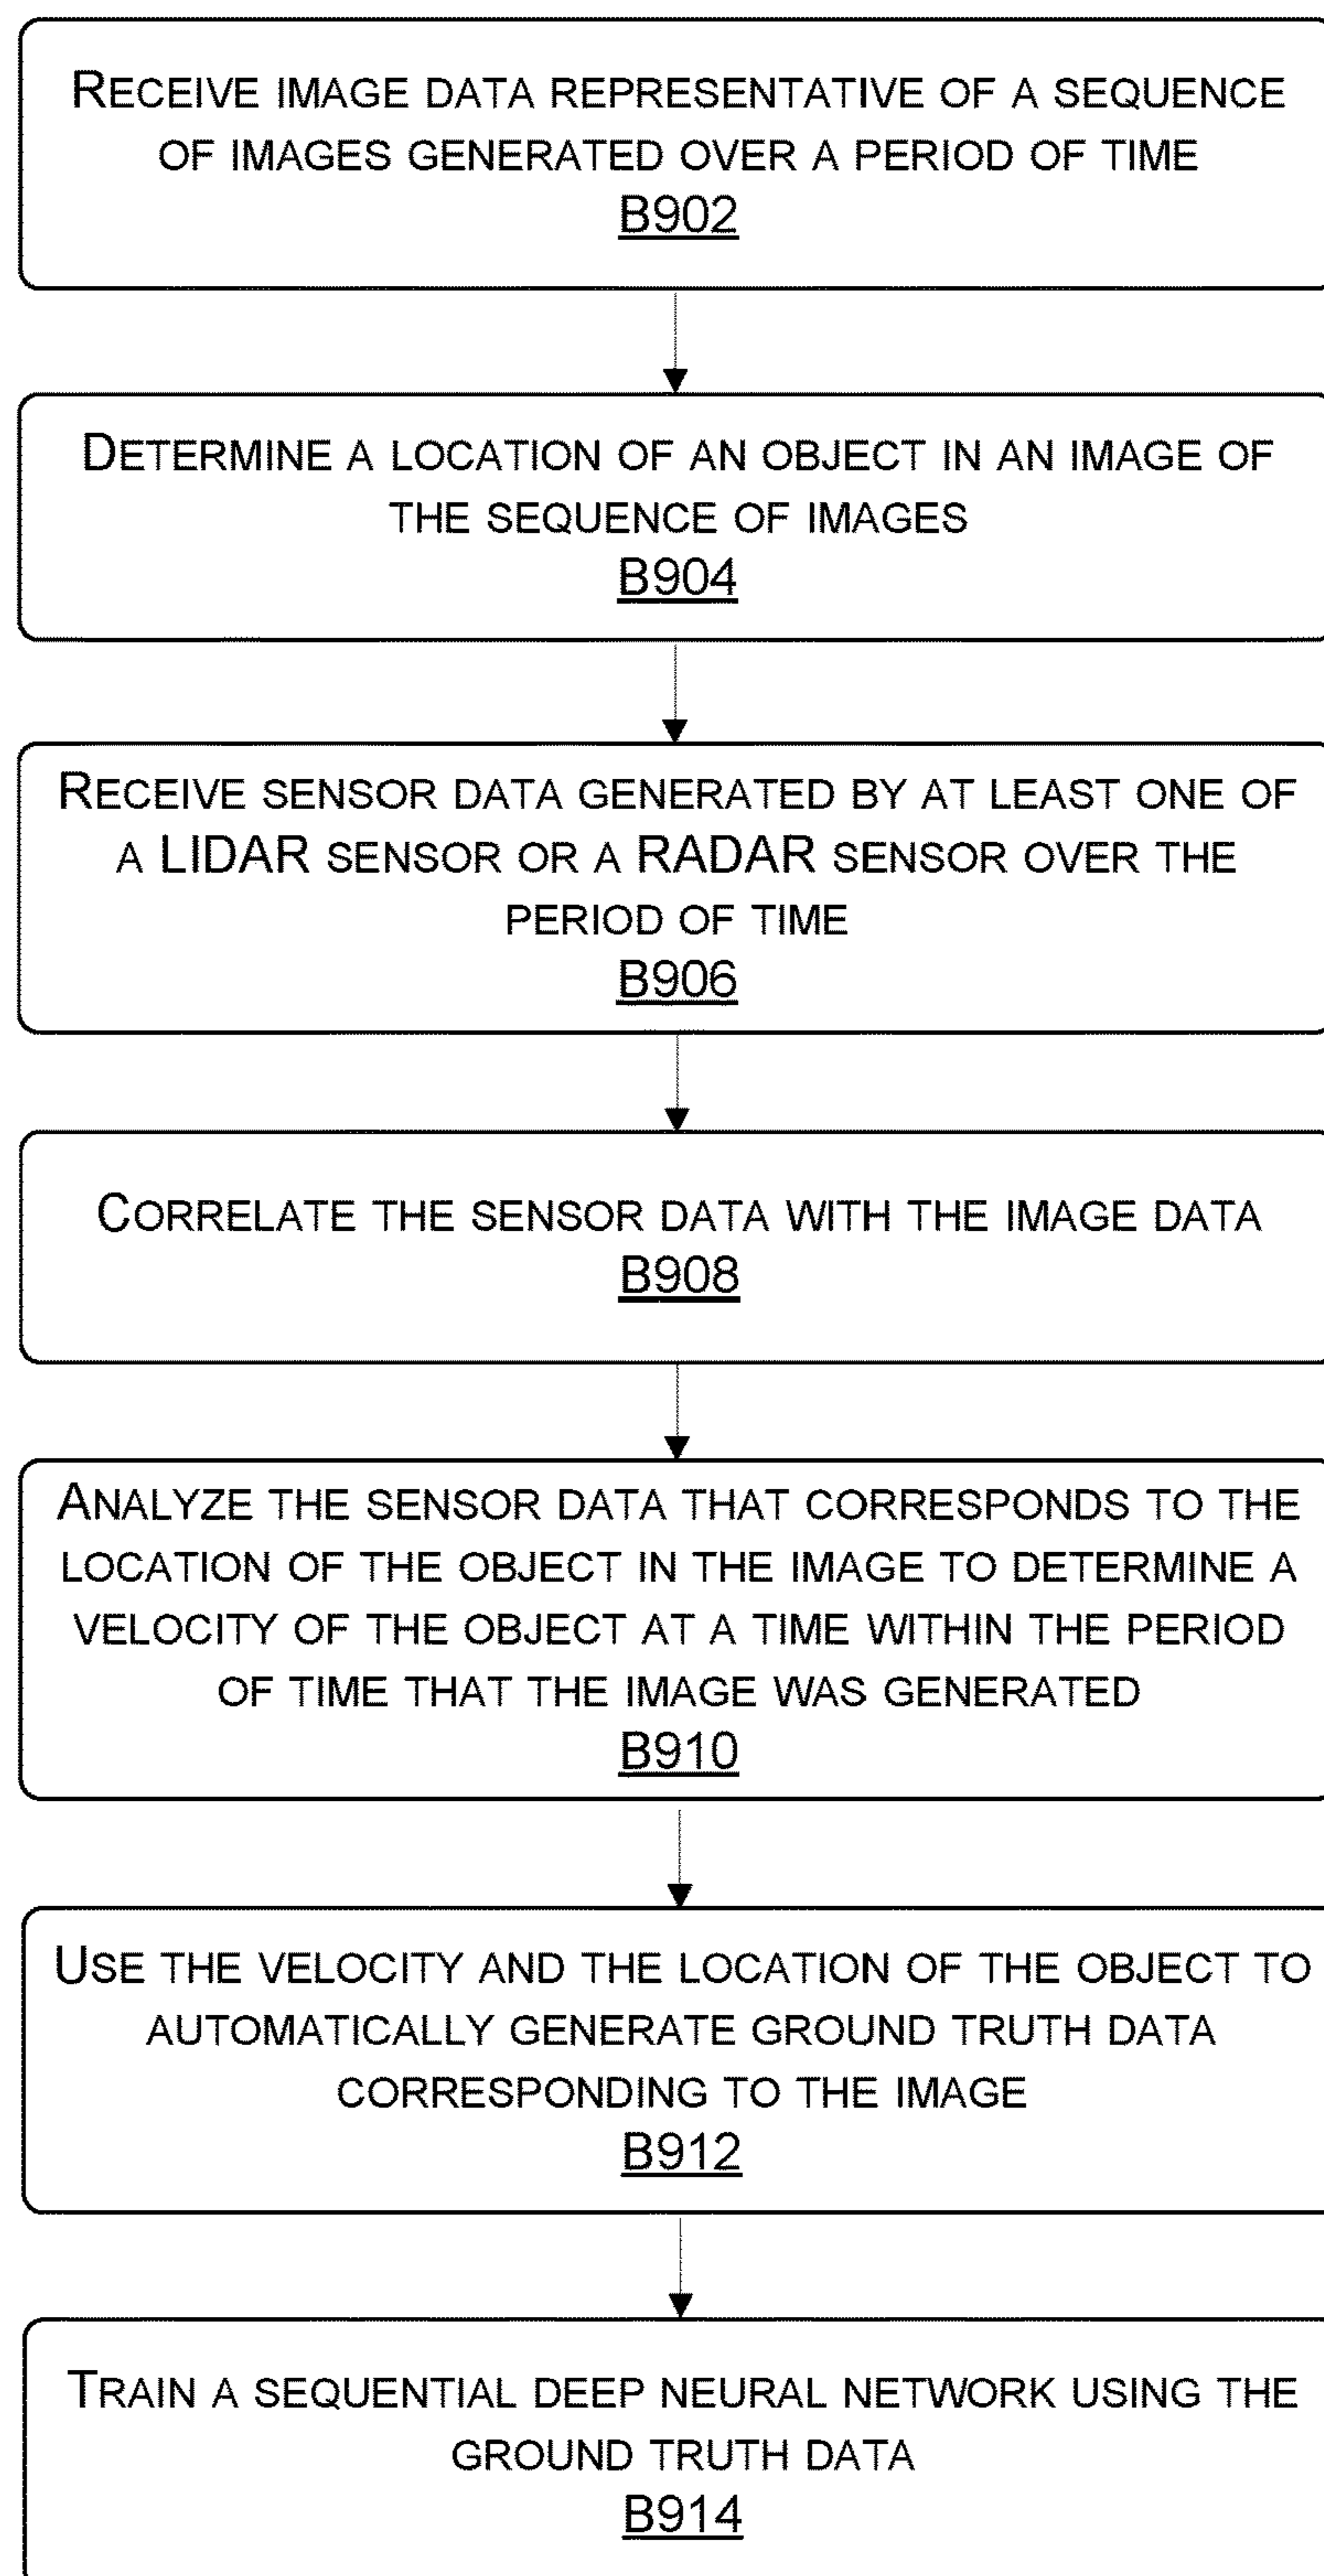 RECEIVE IMAGE DATA REPRESENTATIVE OF A SEQUENCE
OF IMAGES GENERATED OVER A PERIOD OF TIME
B902
DETERMINE A LOCATION OF AN OBJECT IN AN IMAGE OF
THE SEQUENCE OF IMAGES
B904
RECEIVE SENSOR DATA GENERATED BY AT LEAST ONE OF
A LIDAR SENSOR OR A RADAR SENSOR OVER THE
PERIOD OF TIME
B906
CORRELATE THE SENSOR DATA WITH THE IMAGE DATA
B908
ANALYZE THE SENSOR DATA THAT CORRESPONDS TO THE
LOCATION OF THE OBJECT IN THE IMAGE TO DETERMINE A
VELOCITY OF THE OBJECT AT A TIME WITHIN THE PERIOD
OF TIME THAT THE IMAGE WAS GENERATED
B910
USE THE VELOCITY AND THE LOCATION OF THE OBJECT TO
AUTOMATICALLY GENERATE GROUND TRUTH DATA
CORRESPONDING TO THE IMAGE
B912
TRAIN A SEQUENTIAL DEEP NEURAL NETWORK USING THE
GROUND TRUTH DATA
B914